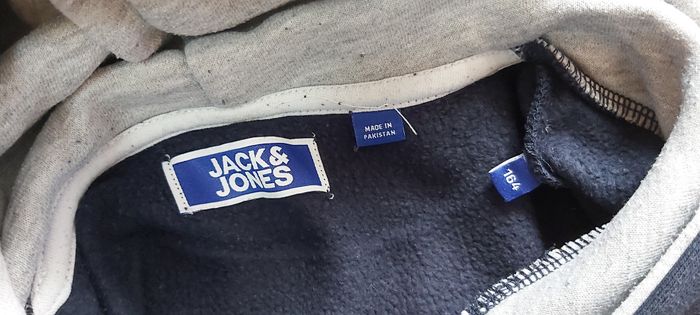 JACK&
JONES
MADE IN
PAKISTAN
164